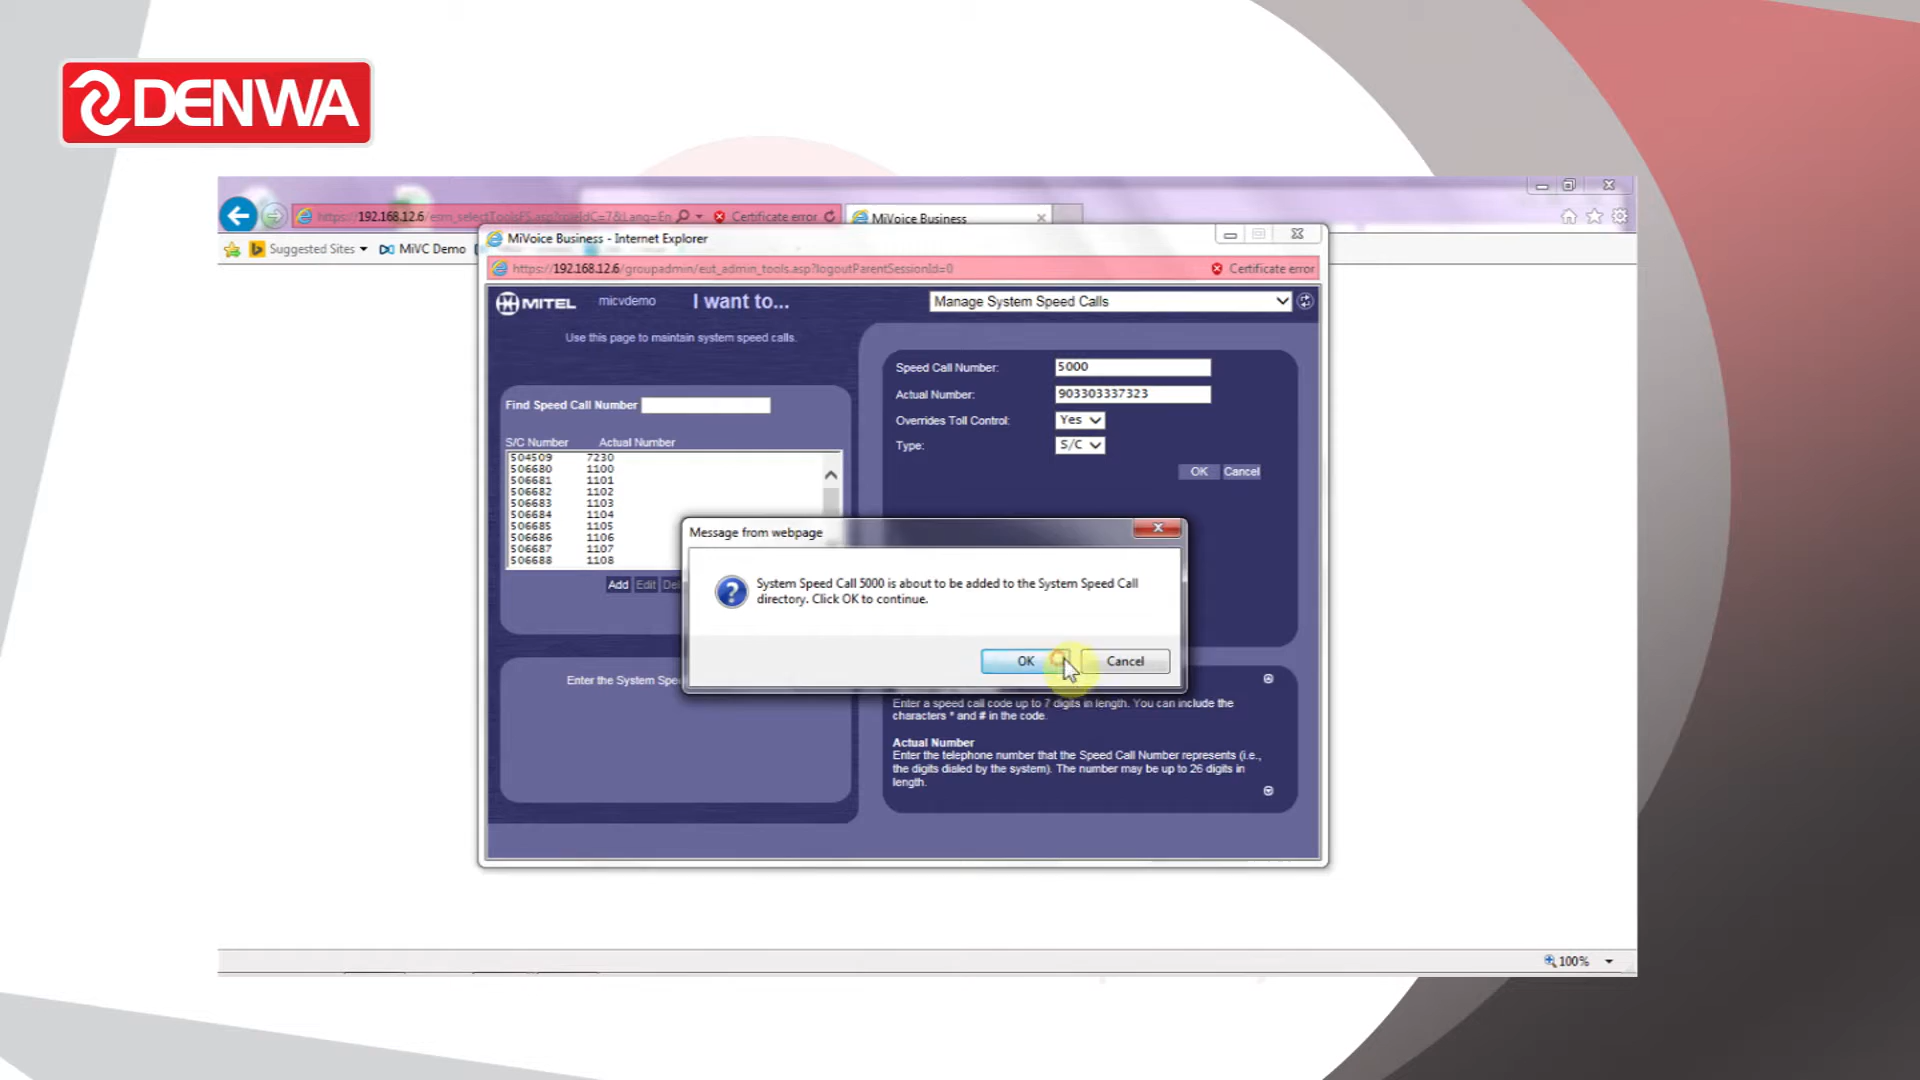 DENWA
https://192.168.12.6/esm_selectToolsFS.asp?roleIdC=7&Lang=En
Certificate error
MiVoice Business
Suggested Sites
MiVC Demo
MiVoice Business - Internet Explorer
https://192.168.12.6/groupadmin/eut_admin_tools.asp?logoutParentSessionId=0
Certificate error
MITEL
micvdemo
I want to...
Manage System Speed Calls
Use this page to maintain system speed calls.
Find Speed Call Number
S/C Number Actual Number
504509 7230
506680 1100
506681 1101
506682 1102
506683 1103
506684 1104
506685 1105
506686 1106
506687 1107
506688 1108
Add Edit
Speed Call Number: 5000
Actual Number: 903303337323
Overrides Toll Control: Yes
Type: S/C
OK Cancel
Message from webpage
System Speed Call 5000 is about to be added to the System Speed Call
directory. Click OK to continue.
OK Cancel
Enter the System
Enter a speed call code up to 7 digits in length. You can include the
characters * and # in the code.
Actual Number
Enter the telephone number that the Speed Call Number represents (i.e.,
the digits dialed by the system). The number may be up to 26 digits in
length.
100%